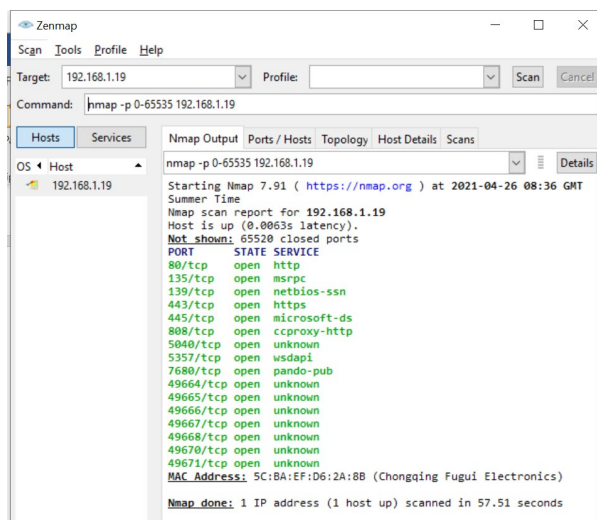 Zenmap
Scan Tools Profile Help
Target: 192.168.1.19 Profile: Scan Cancel
Command: nmap -p 0-65535 192.168.1.19
Hosts Services Nmap Output Ports / Hosts Topology Host Details Scans
OS Host nmap -p 0-65535 192.168.1.19 Details
192.168.1.19
Starting Nmap 7.91 ( https://nmap.org ) at 2021-04-26 08:36 GMT
Summer Time
Nmap scan report for 192.168.1.19
Host is up (0.0063s latency).
Not shown: 65520 closed ports
PORT STATE SERVICE
80/tcp open http
135/tcp open msrpc
139/tcp open netbios-ssn
443/tcp open https
445/tcp open microsoft-ds
808/tcp open ccproxy-http
5040/tcp open unknown
5357/tcp open wsdapi
7680/tcp open pando-pub
49664/tcp open unknown
49665/tcp open unknown
49666/tcp open unknown
49667/tcp open unknown
49668/tcp open unknown
49670/tcp open unknown
49671/tcp open unknown
MAC Address: 5C:BA:EF:D6:2A:8B (Chongqing Fugui Electronics)
Nmap done: 1 IP address (1 host up) scanned in 57.51 seconds